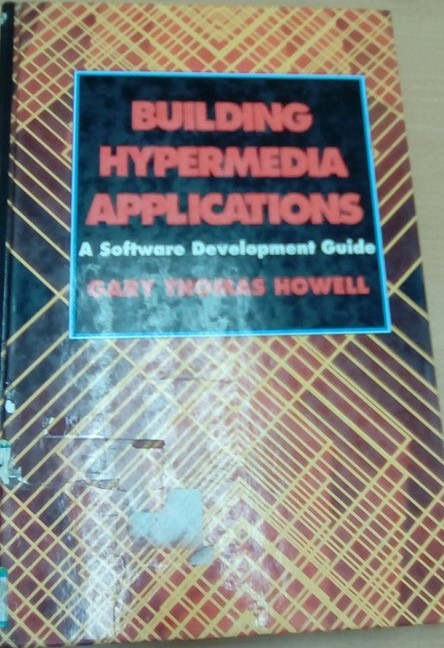 BUILDING
HYPERMEDIA
APPLICATIONS
A Software Development Guide
GARY THOMAS HOWELL